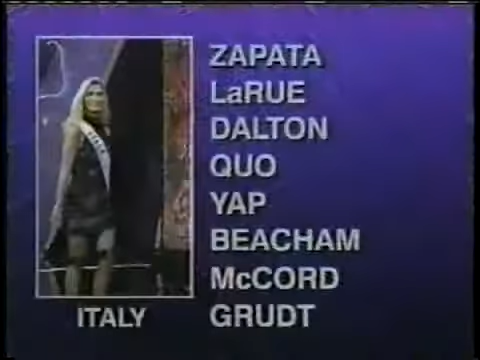 ZAPATA
LaRUE
DALTON
QUO
YAP
BEACHAM
McCORD
GRUDT
ITALY